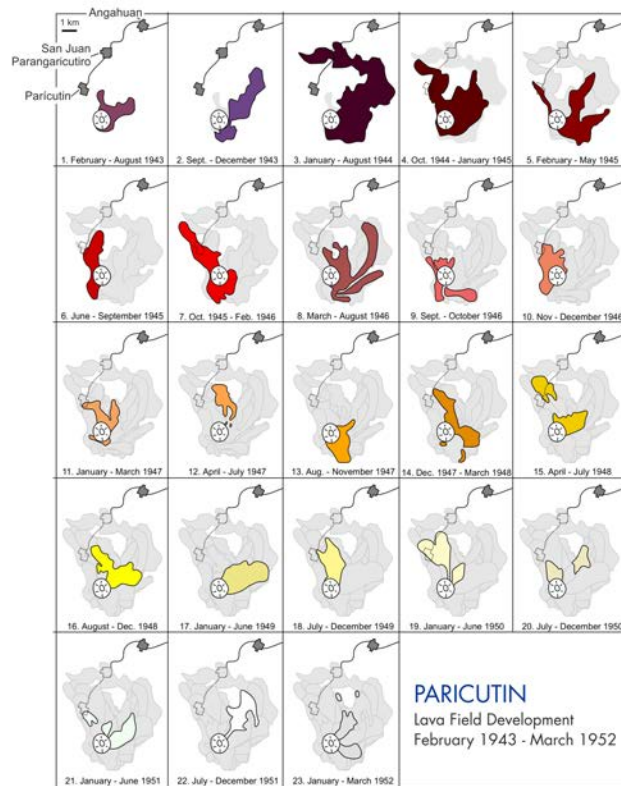 Angahuan
1 km
San Juan
Parangaricutiro
Paricutin
1. February - August 1943
2. Sept. - December 1943
3. January - August 1944
4. Oct. 1944 - January 1945
5. February - May 1945
6. June - September 1945
7. Oct. 1945 - Feb. 1946
8. March - August 1946
9. Sept. - October 1946
10. Nov - December 1946
11. January - March 1947
12. April - July 1947
13. Aug. - November 1947
14. Dec. 1947 - March 1948
15. April - July 1948
16. August - Dec. 1948
17. January - June 1949
18. July - December 1949
19. January - June 1950
20. July - December 1950
21. January - June 1951
22. July - December 1951
23. January - March 1952
PARICUTIN
Lava Field Development
February 1943 - March 1952